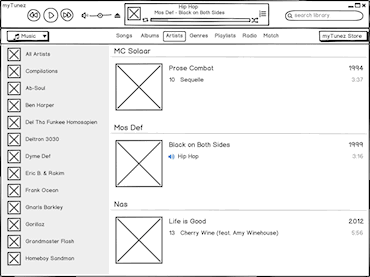 myTunez
Hip Hop
Mos Def - Black on Both Sides
search library
Music
Songs Albums Artists Genres Playlists Radio Match
myTunez Store
All Artists
Compilations
Ab-Soul
Ben Harper
Del Tha Funkee Homosapien
Deltron 3030
Dyme Def
Eric B. & Rakim
Frank Ocean
Gnarls Barkley
Gorillaz
Grandmaster Flash
Homeboy Sandman
MC Solaar
Prose Combat 1994
10 Sequelle 3:37
Mos Def
Black on Both Sides 1999
Hip Hop 3:16
Nas
Life is Good 2012
13 Cherry Wine (feat. Amy Winehouse) 5:56